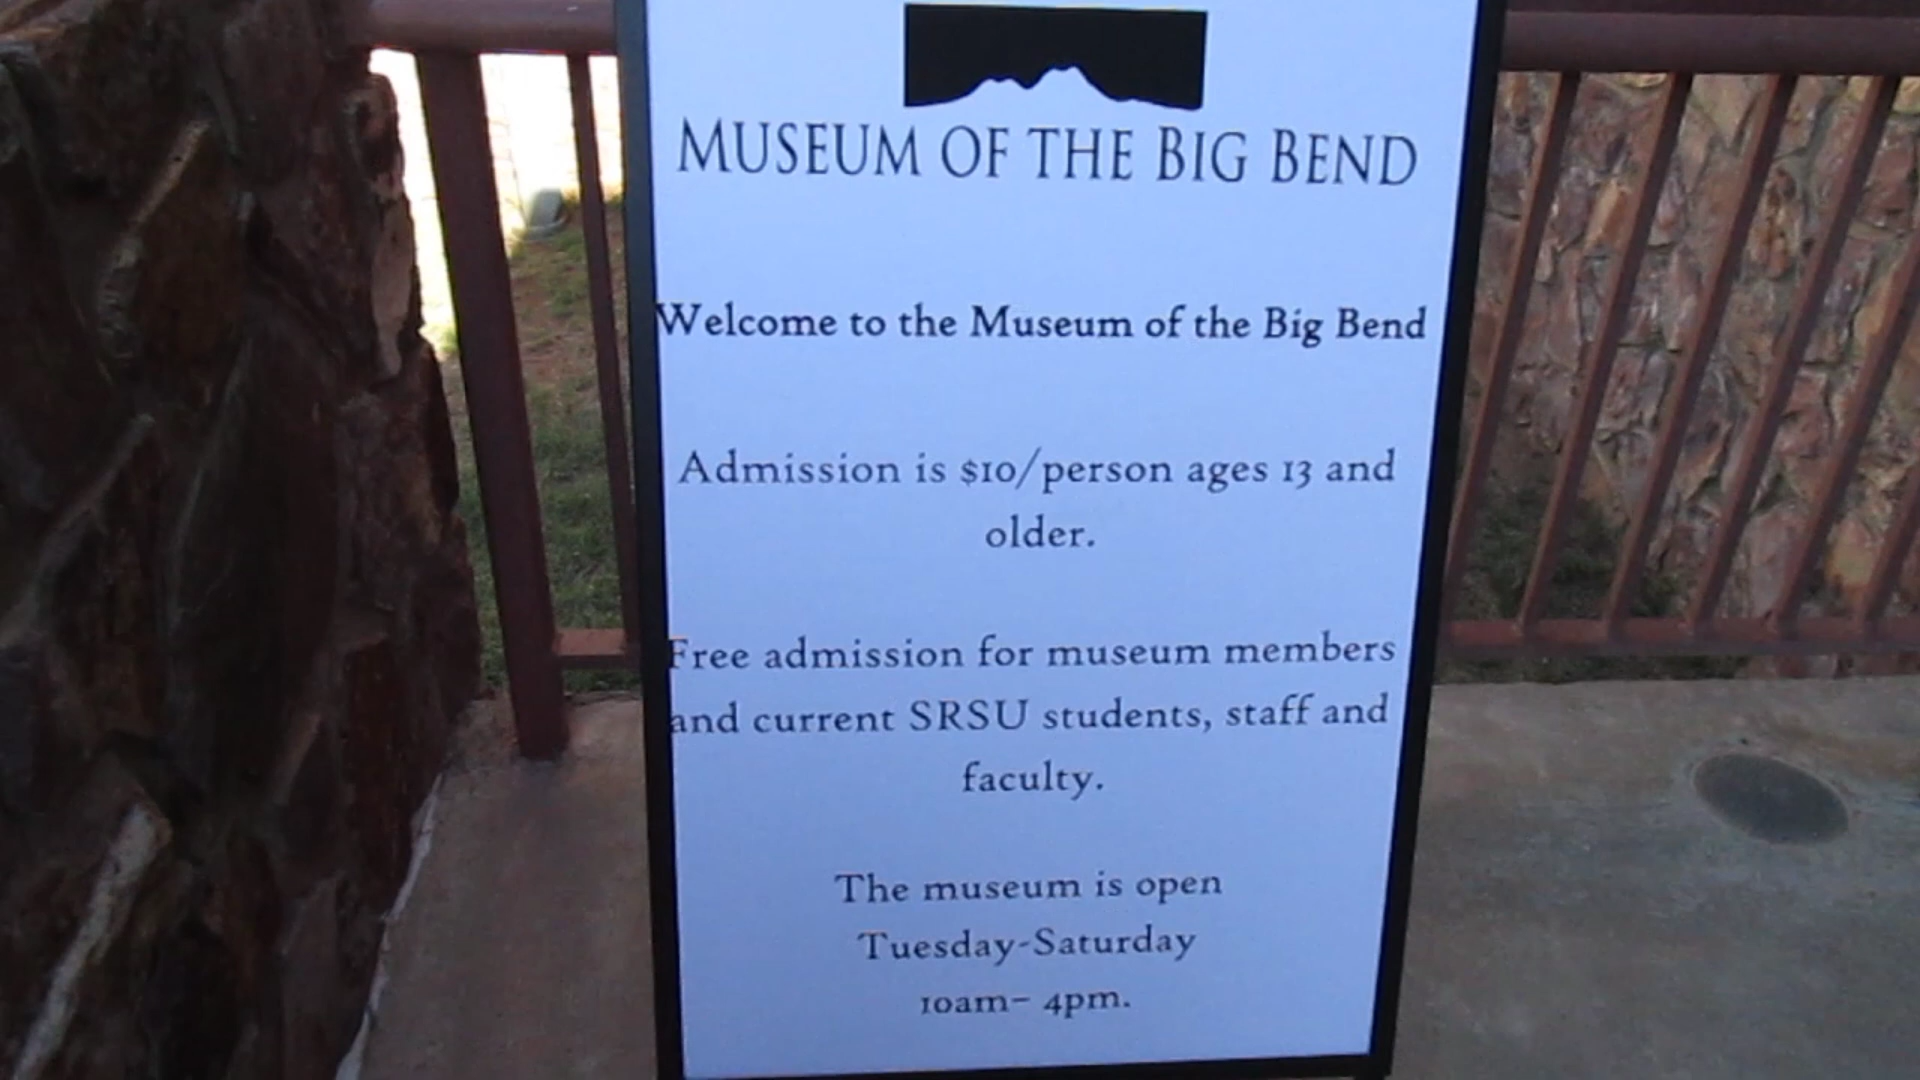 MUSEUM OF THE BIG BEND
Welcome to the Museum of the Big Bend
Admission is $10/person ages 13 and
older.
Free admission for museum members
and current SRSU students, staff and
faculty.
The museum is open
Tuesday-Saturday
10am- 4pm.